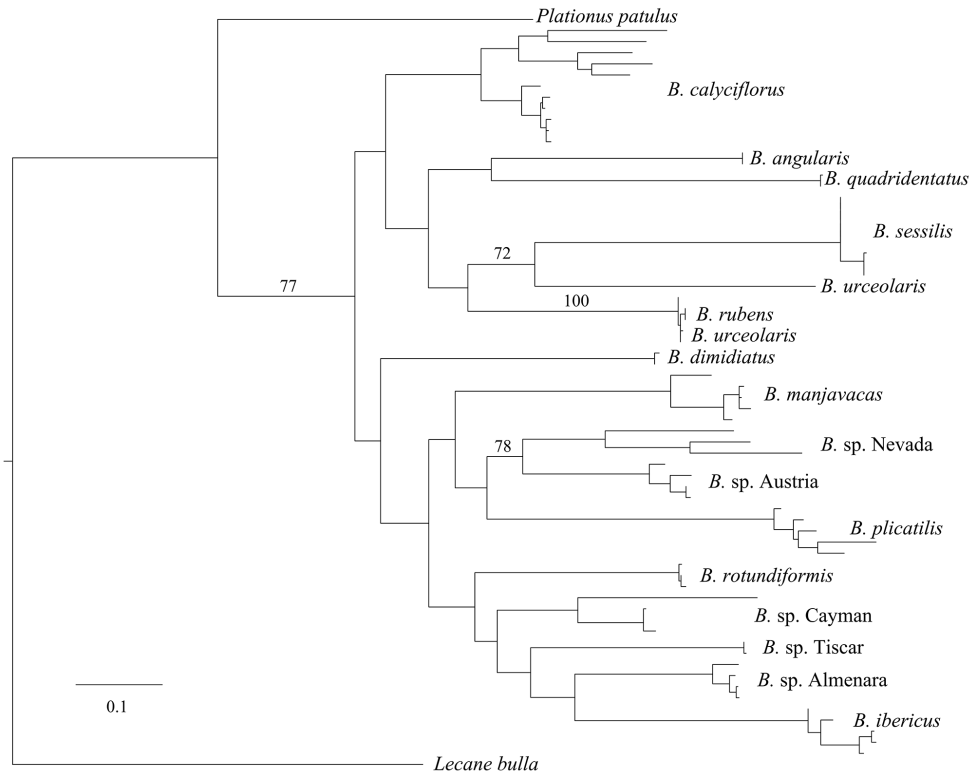 Plationus patulus
B. calyciflorus
B. angularis
B. quadridentatus
B. sessilis
72
B. urceolaris
77
100
B. rubens
B. urceolaris
B. dimidiatus
B. manjavacas
78
B. sp. Nevada
B. sp. Austria
B. plicatilis
B. rotundiformis
B. sp. Cayman
B. sp. Tiscar
B. sp. Almenara
0.1
B. ibericus
Lecane bulla